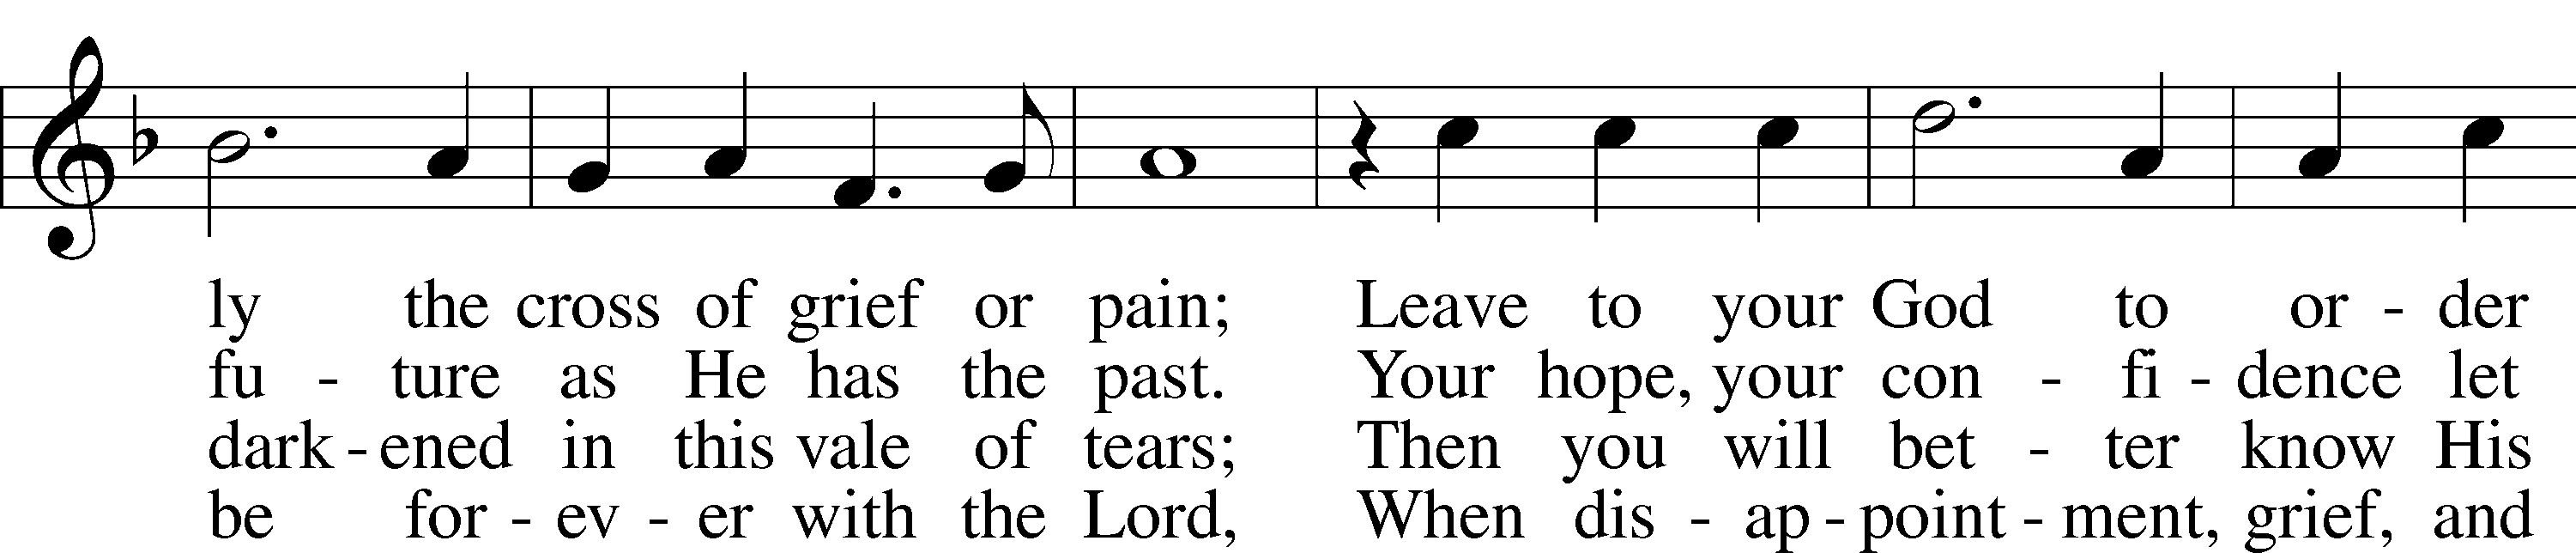 ly the cross of grief or pain; Leave to your God to or - der
fu - ture as He has the past. Your hope, your con - fi - dence let
dark - ened in this vale of tears; Then you will bet - ter know His
be for - ev - er with the Lord, When dis - ap - point - ment, grief, and